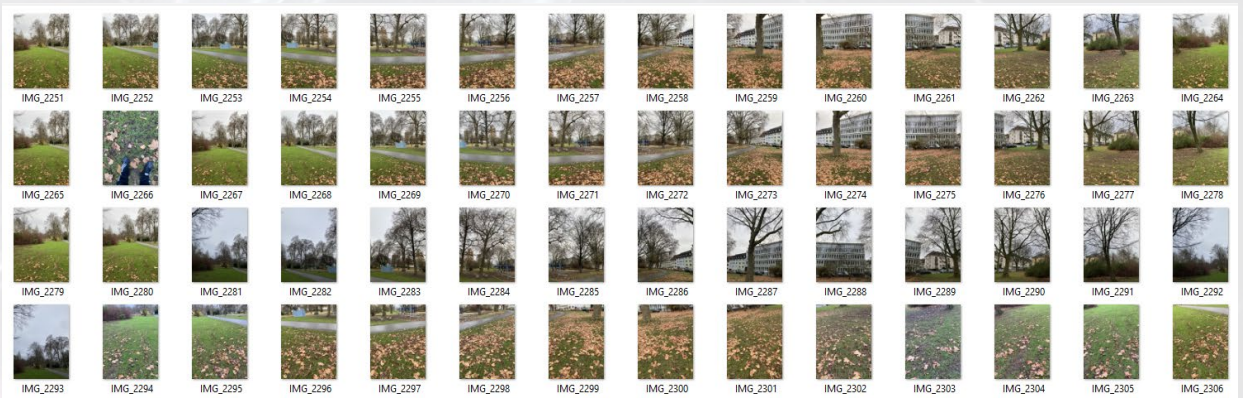 IMG_2251 IMG_2252 IMG_2253 IMG_2254 IMG_2255 IMG_2256 IMG_2257 IMG_2258 IMG_2259 IMG_2260 IMG_2261 IMG_2262 IMG_2263 IMG_2264
IMG_2265 IMG_2266 IMG_2267 IMG_2268 IMG_2269 IMG_2270 IMG_2271 IMG_2272 IMG_2273 IMG_2274 IMG_2275 IMG_2276 IMG_2277 IMG_2278
IMG_2279 IMG_2280 IMG_2281 IMG_2282 IMG_2283 IMG_2284 IMG_2285 IMG_2286 IMG_2287 IMG_2288 IMG_2289 IMG_2290 IMG_2291 IMG_2292
IMG_2293 IMG_2294 IMG_2295 IMG_2296 IMG_2297 IMG_2298 IMG_2299 IMG_2300 IMG_2301 IMG_2302 IMG_2303 IMG_2304 IMG_2305 IMG_2306